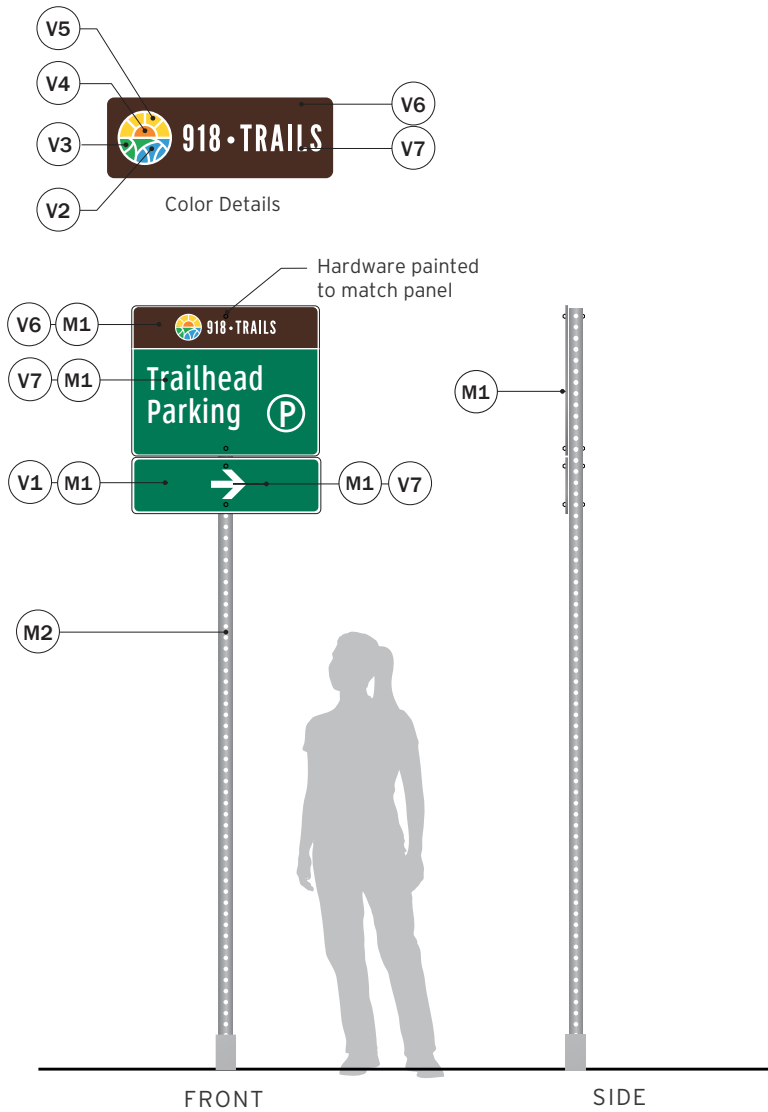 V5
V4
V3
V2
918•TRAILS
V6
V7
Color Details
Hardware painted
to match panel
V6 M1
918•TRAILS
V7 M1
Trailhead
Parking P
V1 M1
M1 V7
M1
M2
FRONT
SIDE